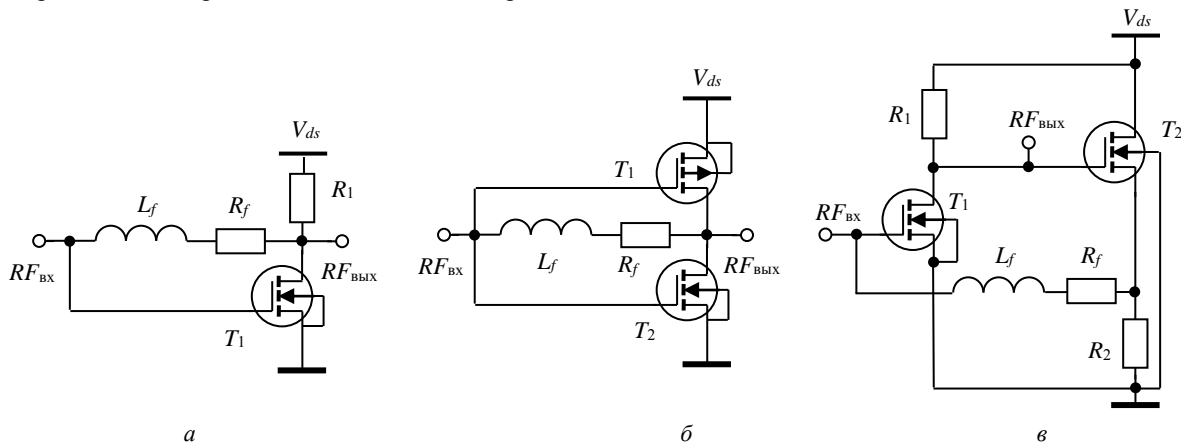 V_ds
R_1
L_f
R_f
RF_вх
RF_вых
T_1
а
V_ds
T_1
RF_вх
L_f
R_f
RF_вых
T_2
б
V_ds
R_1
RF_вых
T_2
T_1
RF_вх
L_f
R_f
R_2
в